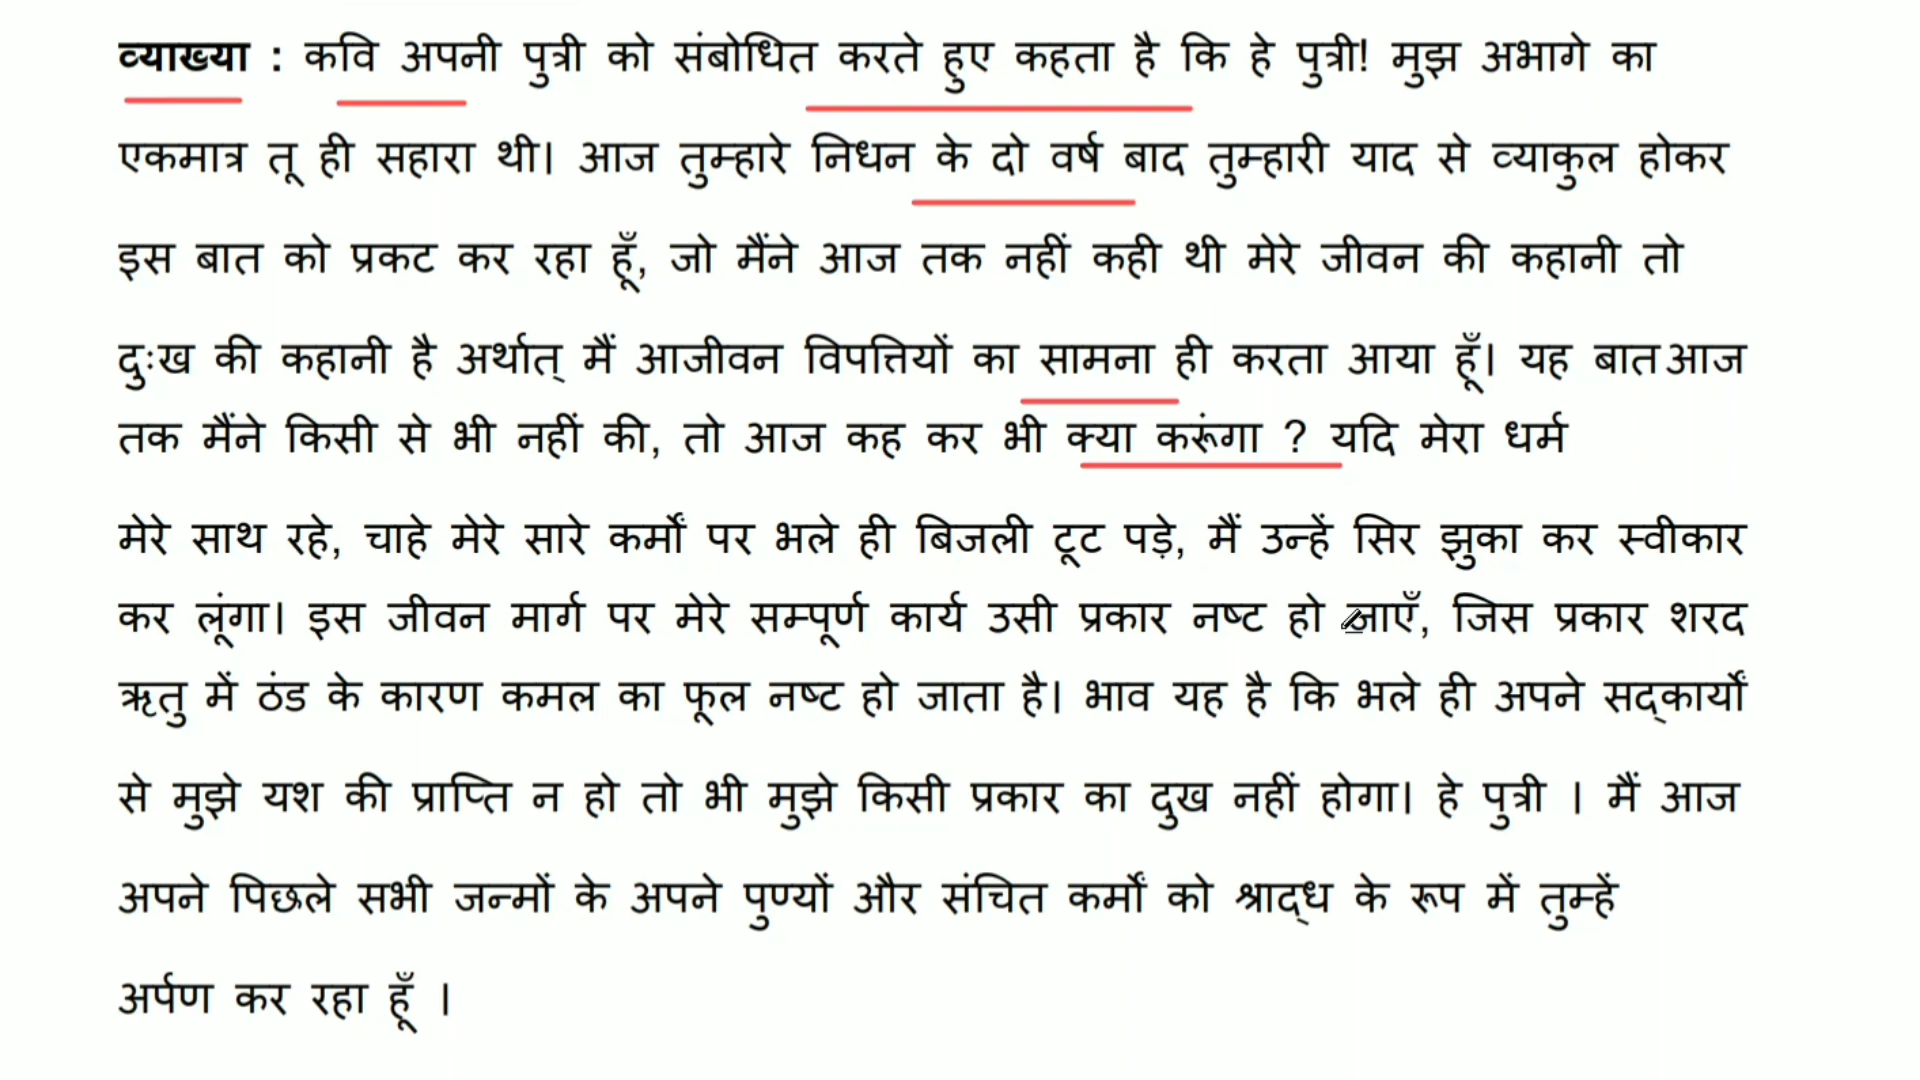 व्याख्या : कवि अपनी पुत्री को संबोधित करते हुए कहता है कि हे पुत्री! मुझ अभागे का
एकमात्र तू ही सहारा थी। आज तुम्हारे निधन के दो वर्ष बाद तुम्हारी याद से व्याकुल होकर
इस बात को प्रकट कर रहा हूँ, जो मैंने आज तक नहीं कही थी मेरे जीवन की कहानी तो
दुःख की कहानी है अर्थात् मैं आजीवन विपत्तियों का सामना ही करता आया हूँ। यह बात आज
तक मैंने किसी से भी नहीं की, तो आज कह कर भी क्या करूंगा ? यदि मेरा धर्म
मेरे साथ रहे, चाहे मेरे सारे कर्मों पर भले ही बिजली टूट पड़े, मैं उन्हें सिर झुका कर स्वीकार
कर लूंगा। इस जीवन मार्ग पर मेरे सम्पूर्ण कार्य उसी प्रकार नष्ट हो जाएँ, जिस प्रकार शरद
ऋतु में ठंड के कारण कमल का फूल नष्ट हो जाता है। भाव यह है कि भले ही अपने सद्कार्यों
से मुझे यश की प्राप्ति न हो तो भी मुझे किसी प्रकार का दुख नहीं होगा। हे पुत्री । मैं आज
अपने पिछले सभी जन्मों के अपने पुण्यों और संचित कर्मों को श्राद्ध के रूप में तुम्हें
अर्पण कर रहा हूँ ।